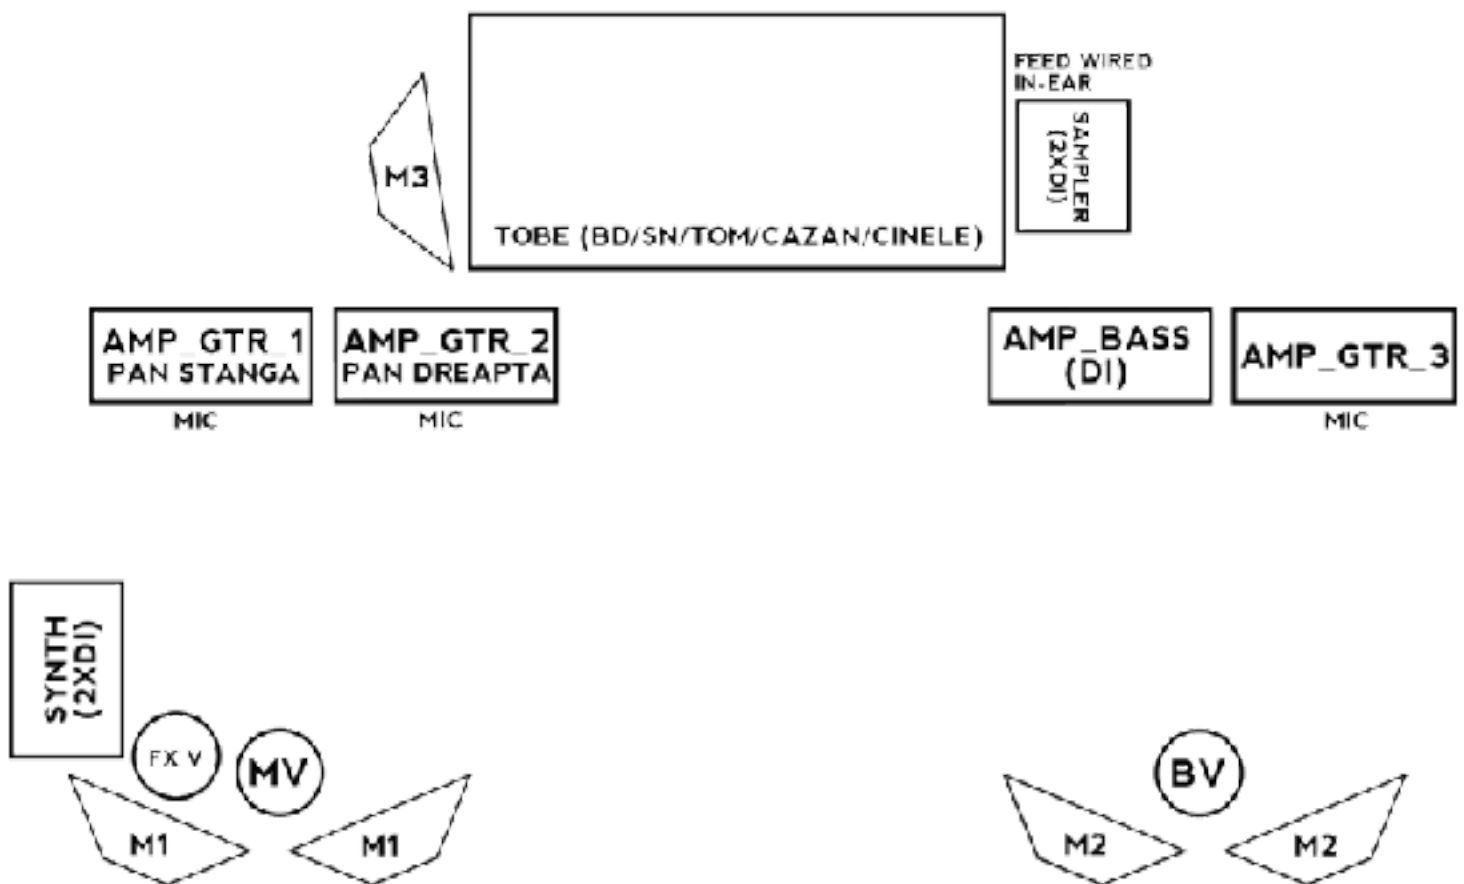 FEED WIRED
IN-EAR
SAMPLER
(2XDI)
M3
TOBE (BD/SN/TOM/CAZAN/CINELE)
AMP_GTR_1
PAN STANGA
MIC
AMP_GTR_2
PAN DREAPTA
MIC
AMP_BASS
(DI)
AMP_GTR_3
MIC
SYNTH
(2XDI)
FX V
MV
BV
M1
M1
M2
M2